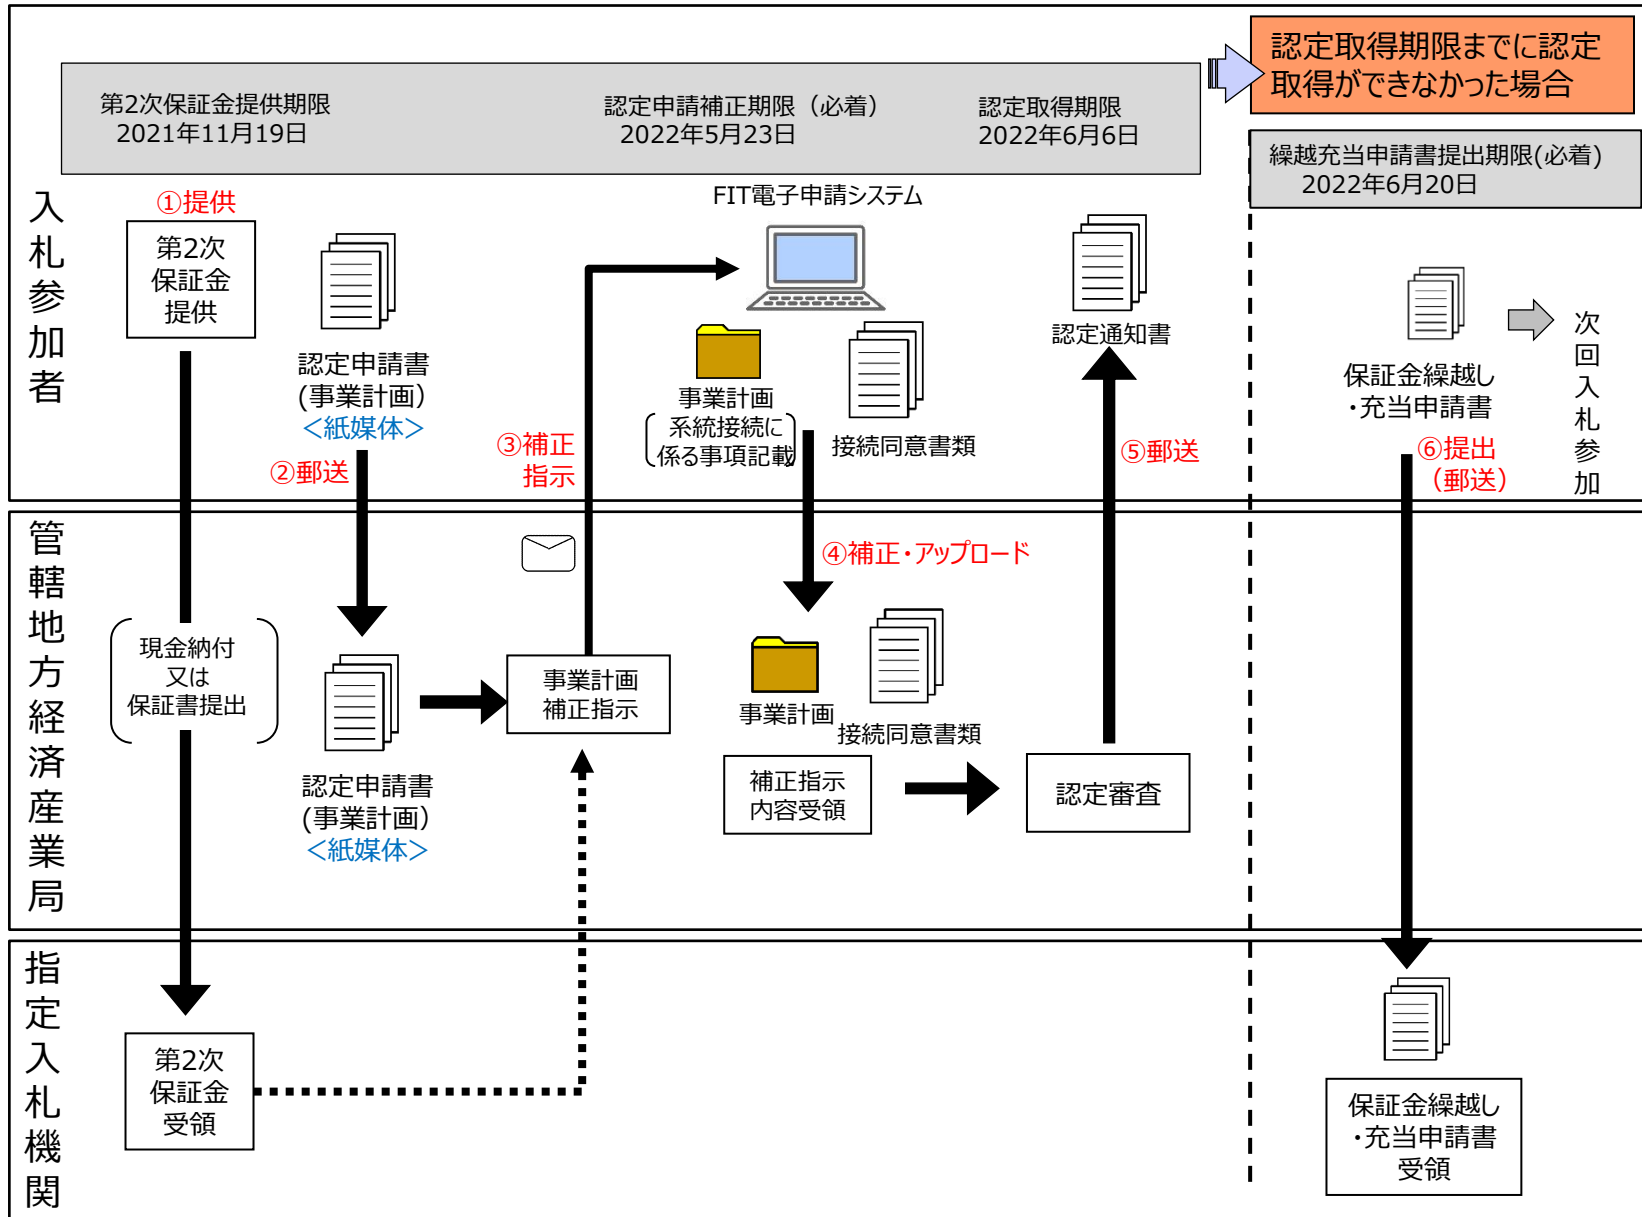 認定取得期限までに認定
取得ができなかった場合
第2次保証金提供期限
2021年11月19日
認定申請補正期限（必着）
2022年5月23日
認定取得期限
2022年6月6日
繰越充当申請書提出期限(必着)
2022年6月20日
入札参加者
①提供
第2次
保証金
提供
認定申請書
(事業計画）
＜紙媒体＞
②郵送
③補正
指示
FIT電子申請システム
事業計画
系統接続に
係る事項記載
接続同意書類
認定通知書
⑤郵送
保証金繰越し
・充当申請書
⑥提出
（郵送）
次回入札参加
管轄地方経済産業局
現金納付
又は
保証書提出
認定申請書
(事業計画）
＜紙媒体＞
事業計画
補正指示
④補正・アップロード
事業計画
接続同意書類
補正指示
内容受領
認定審査
指定入札機関
第2次
保証金
受領
保証金繰越し
・充当申請書
受領